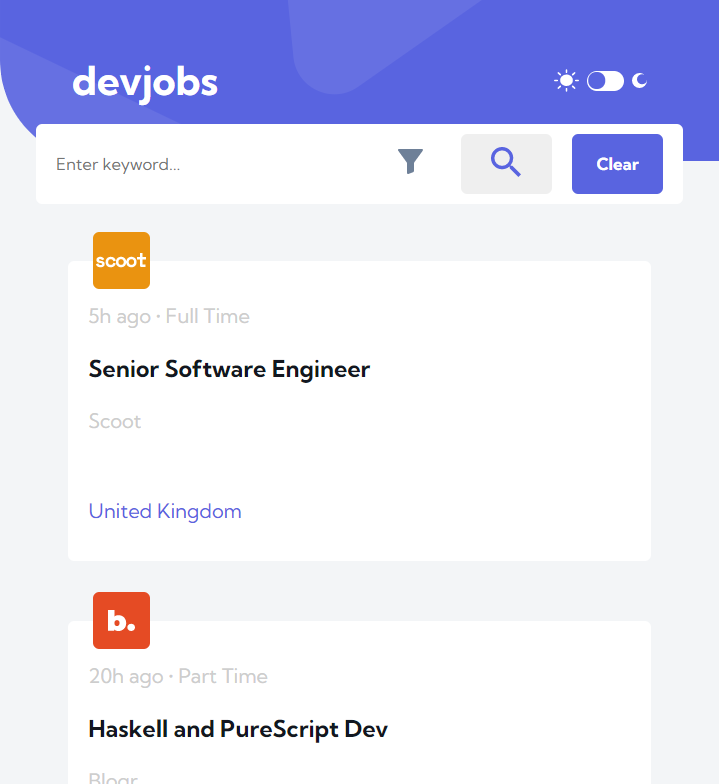 devjobs
Enter keyword...
Clear
scoot
5h ago · Full Time
Senior Software Engineer
Scoot
United Kingdom
b.
20h ago · Part Time
Haskell and PureScript Dev
Blogr